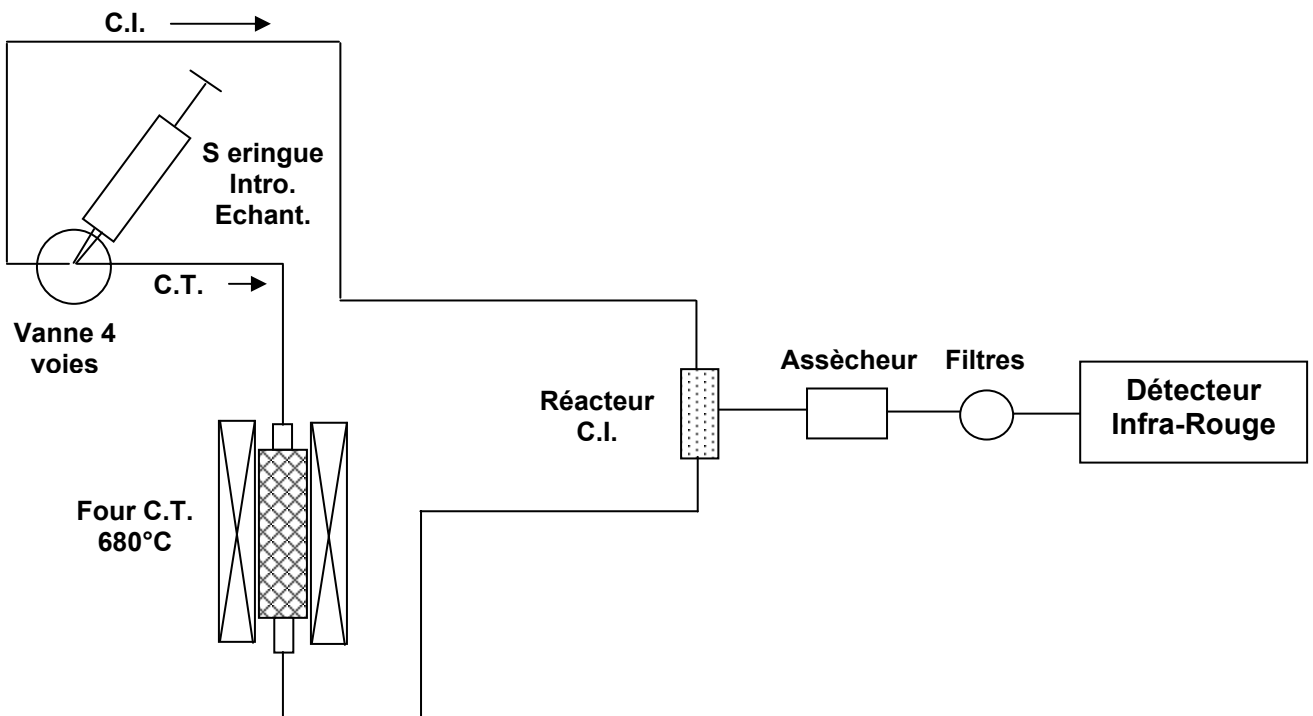 C.I.
S eringue
Intro.
Echant.
C.T.
Vanne 4
voies
Assècheur
Filtres
Détecteur
Infra-Rouge
Réacteur
C.I.
Four C.T.
680°C